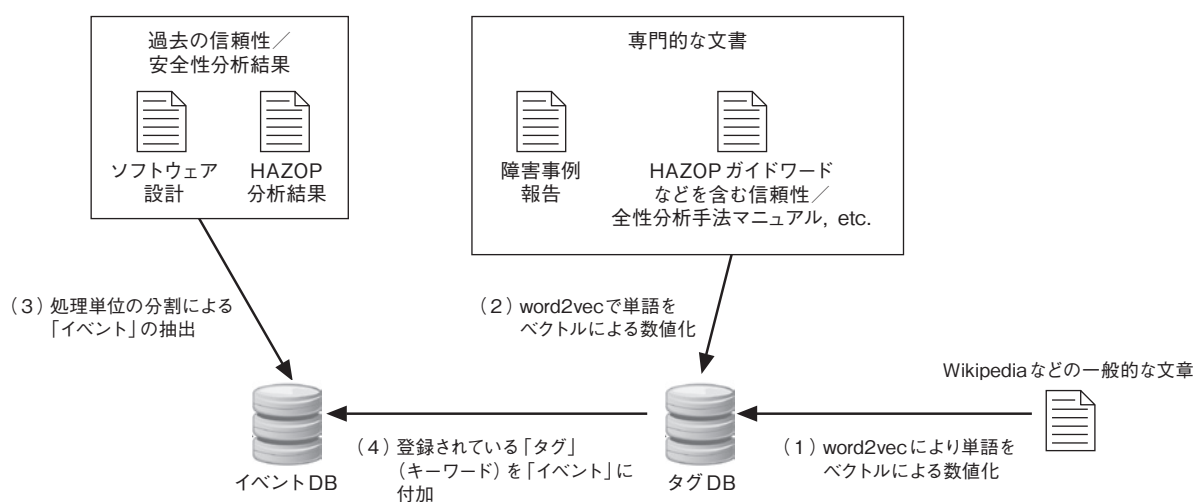 過去の信頼性／
安全性分析結果
ソフトウェア
設計
HAZOP
分析結果
専門的な文書
障害事例
報告
HAZOPガイドワード
などを含む信頼性／
全性分析手法マニュアル, etc.
（3）処理単位の分割による
「イベント」の抽出
（2）word2vecで単語を
ベクトルによる数値化
Wikipediaなどの一般的な文章
（4）登録されている「タグ」
（キーワード）を「イベント」に
付加
（1）word2vecにより単語を
ベクトルによる数値化
イベントDB
タグDB